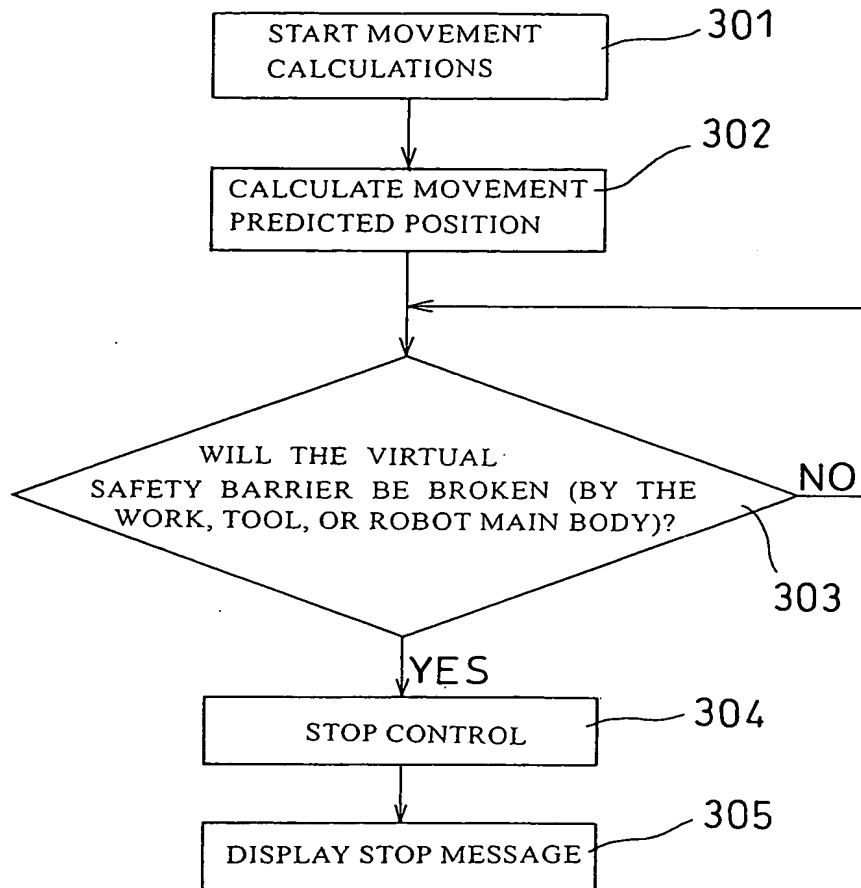 START MOVEMENT
CALCULATIONS
301
CALCULATE MOVEMENT
PREDICTED POSITION
302
WILL THE VIRTUAL
SAFETY BARRIER BE BROKEN (BY THE
WORK, TOOL, OR ROBOT MAIN BODY)?
NO
303
YES
STOP CONTROL
304
DISPLAY STOP MESSAGE
305